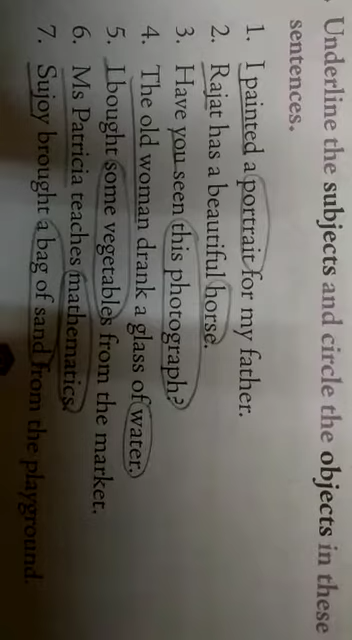 Underline the subjects and circle the objects in these
sentences.
1. I painted a portrait for my father.
2. Rajat has a beautiful horse.
3. Have you seen this photograph?
4. The old woman drank a glass of water.
5. I bought some vegetables from the market.
6. Ms Patricia teaches mathematics.
7. Sujoy brought a bag of sand from the playground.